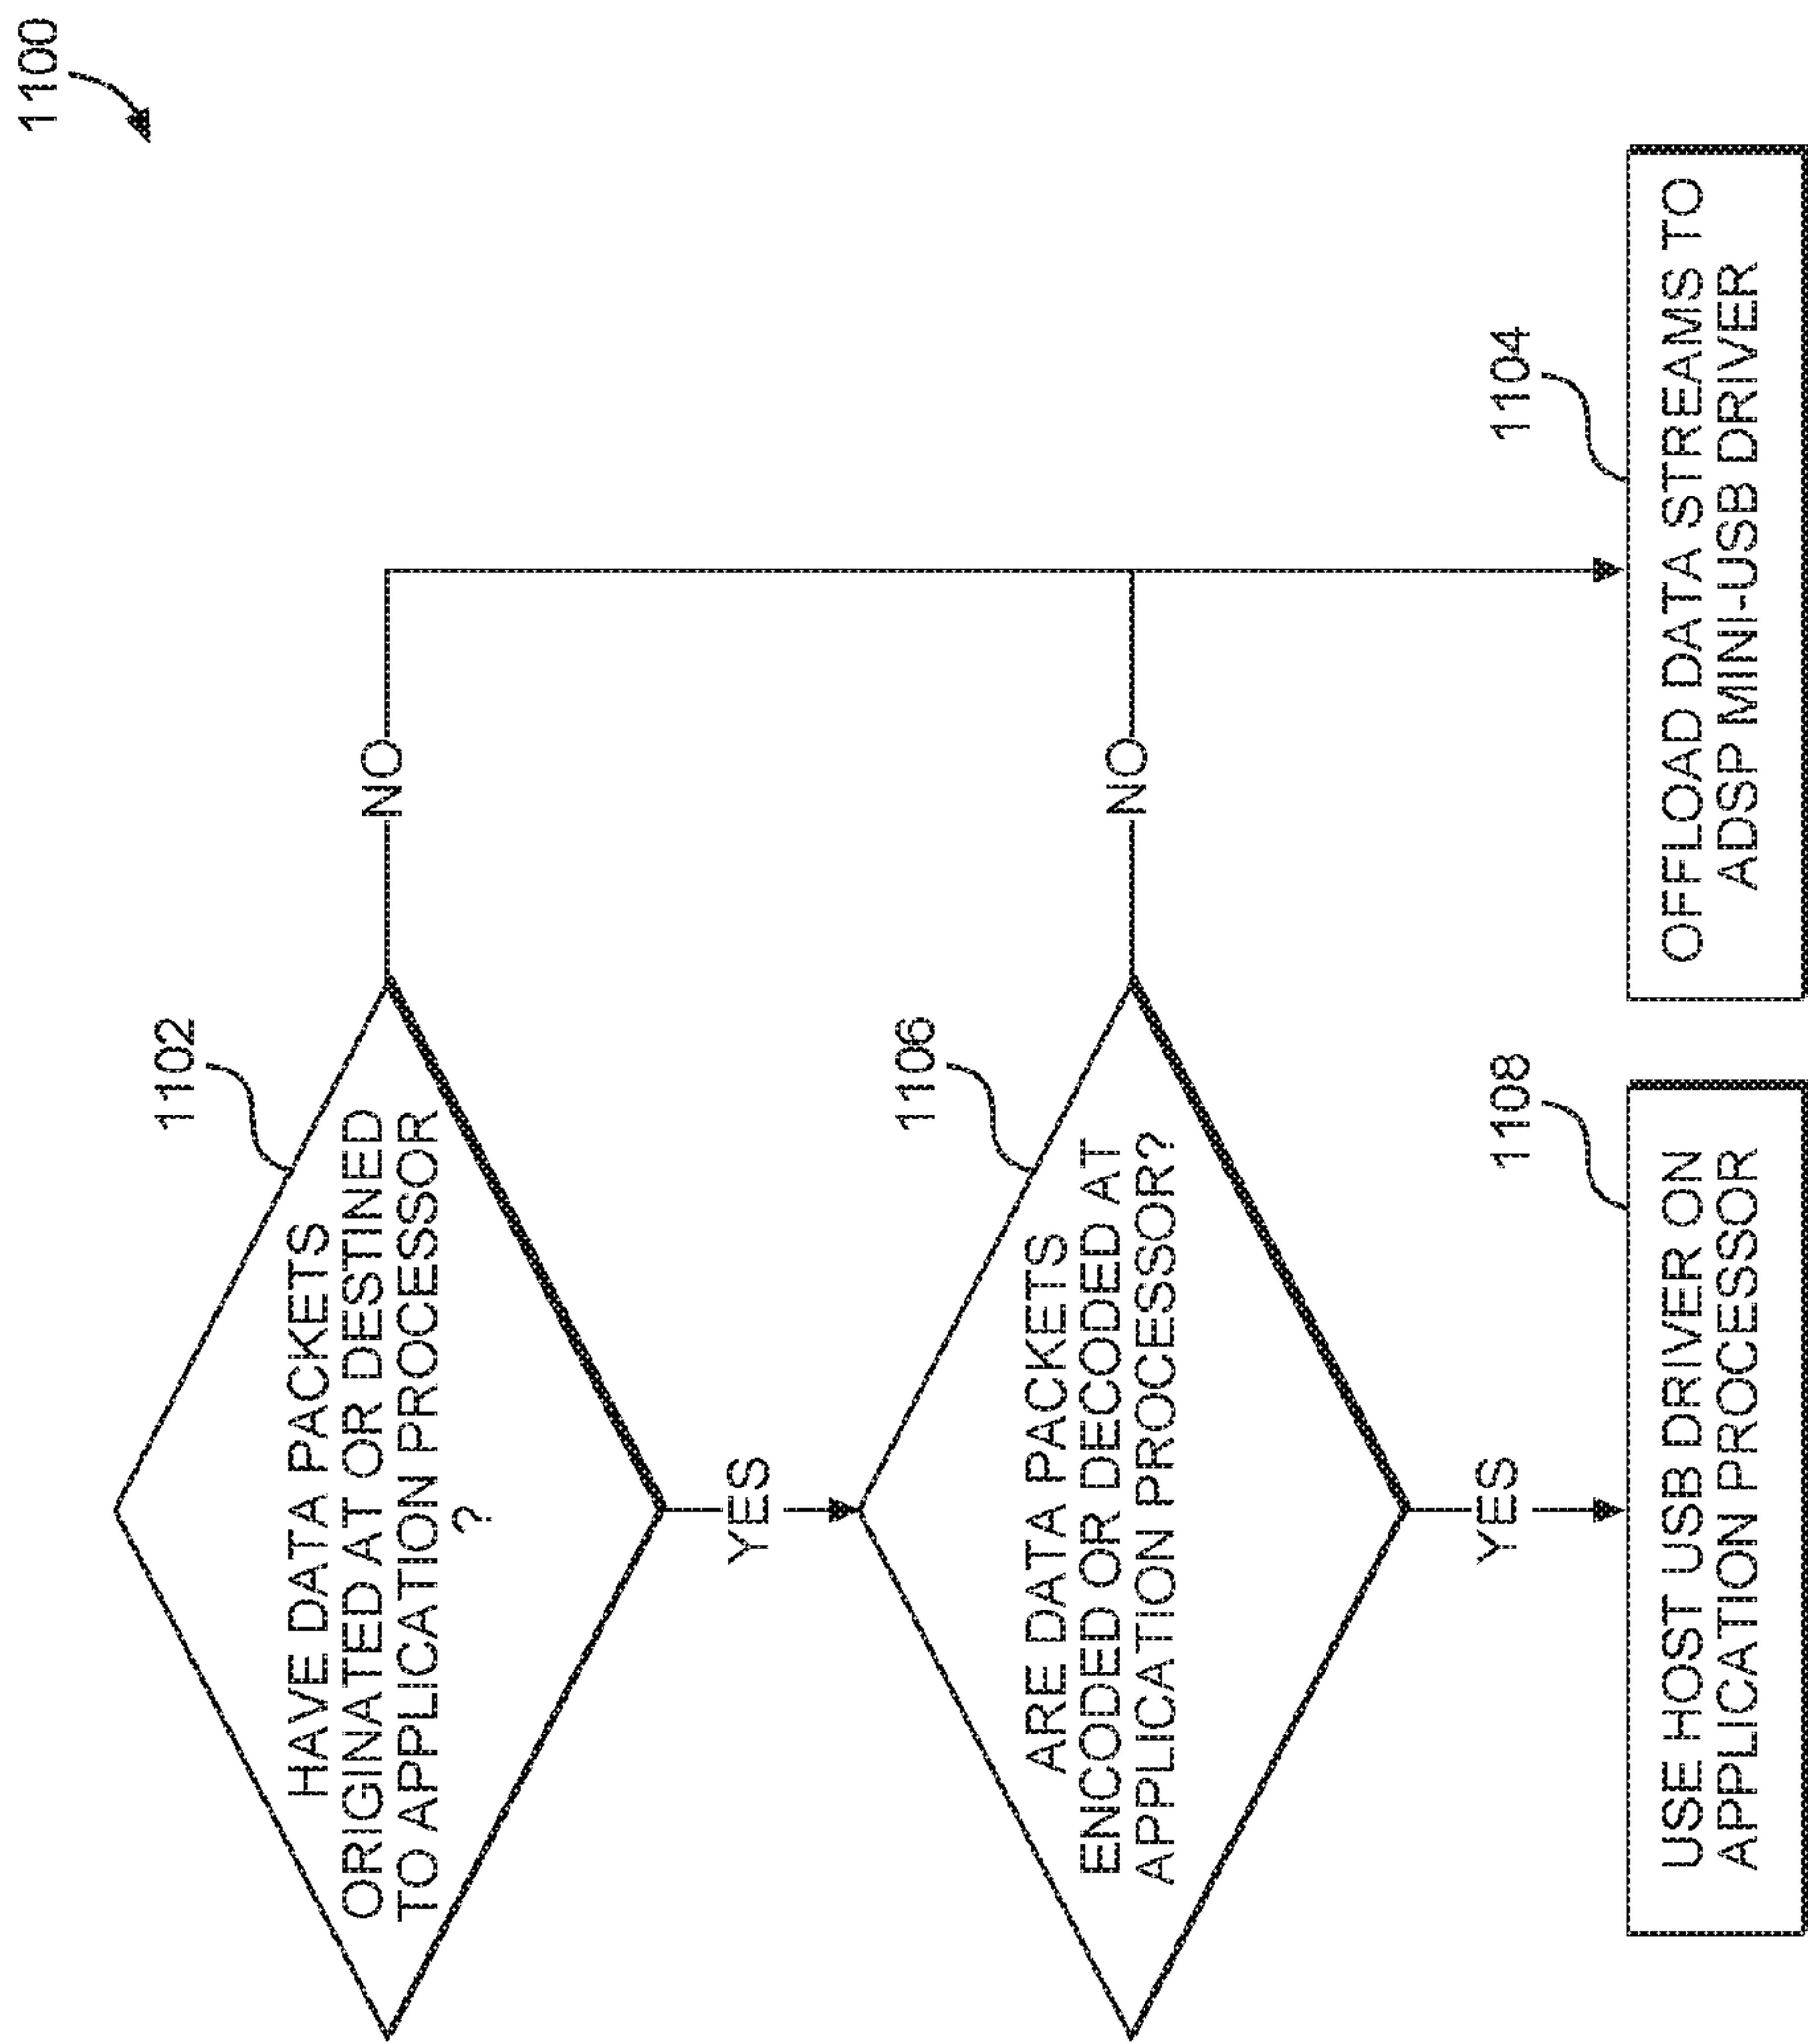 1100
1102
HAVE DATA PACKETS
ORIGINATED AT OR DESTINED
TO APPLICATION PROCESSOR
?
NO
YES
1106
ARE DATA PACKETS
ENCODED OR DECODED AT
APPLICATION PROCESSOR?
NO
YES
1108
USE HOST USB DRIVER ON
APPLICATION PROCESSOR
1104
OFFLOAD DATA STREAMS TO
ADSP MINI-USB DRIVER